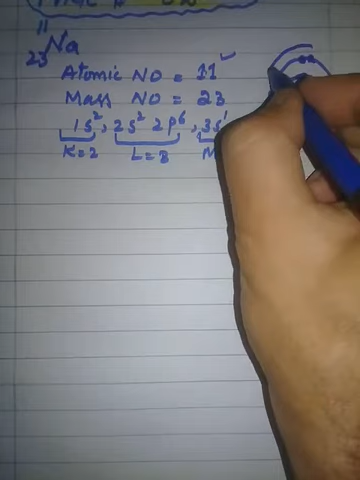 11
23 Na
Atomic NO = 11
Mass NO = 23
1s², 2s² 2p⁶, 3s¹
K=2 L=8 M